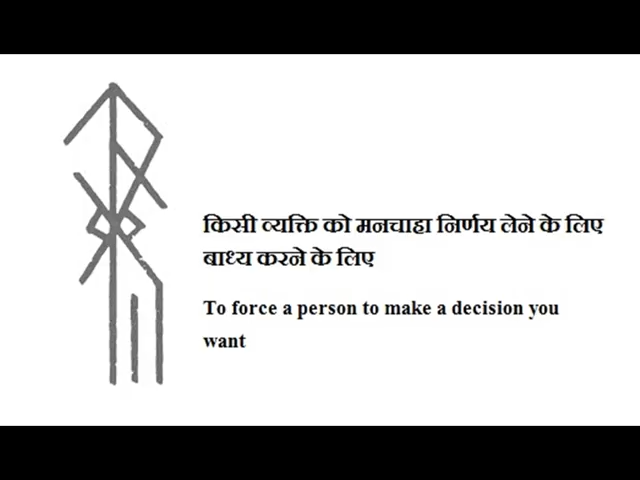 किसी व्यक्ति को मनचाहा निर्णय लेने के लिए
बाध्य करने के लिए
To force a person to make a decision you
want